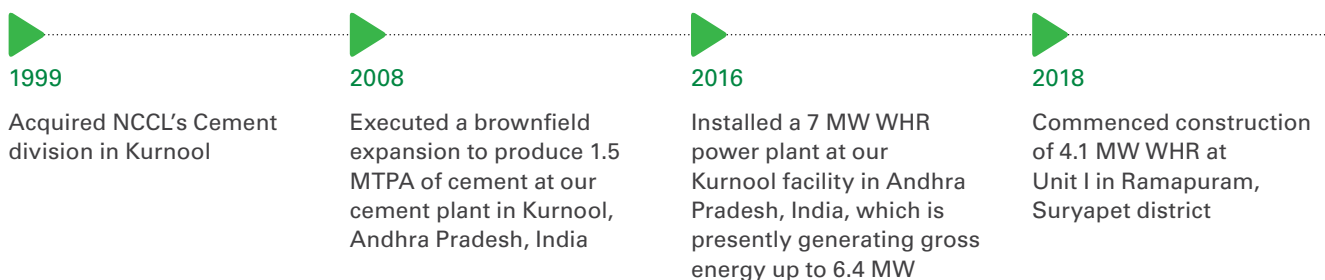 1999
Acquired NCCL's Cement
division in Kurnool
2008
Executed a brownfield
expansion to produce 1.5
MTPA of cement at our
cement plant in Kurnool,
Andhra Pradesh, India
2016
Installed a 7 MW WHR
power plant at our
Kurnool facility in Andhra
Pradesh, India, which is
presently generating gross
energy up to 6.4 MW
2018
Commenced construction
of 4.1 MW WHR at
Unit I in Ramapuram,
Suryapet district